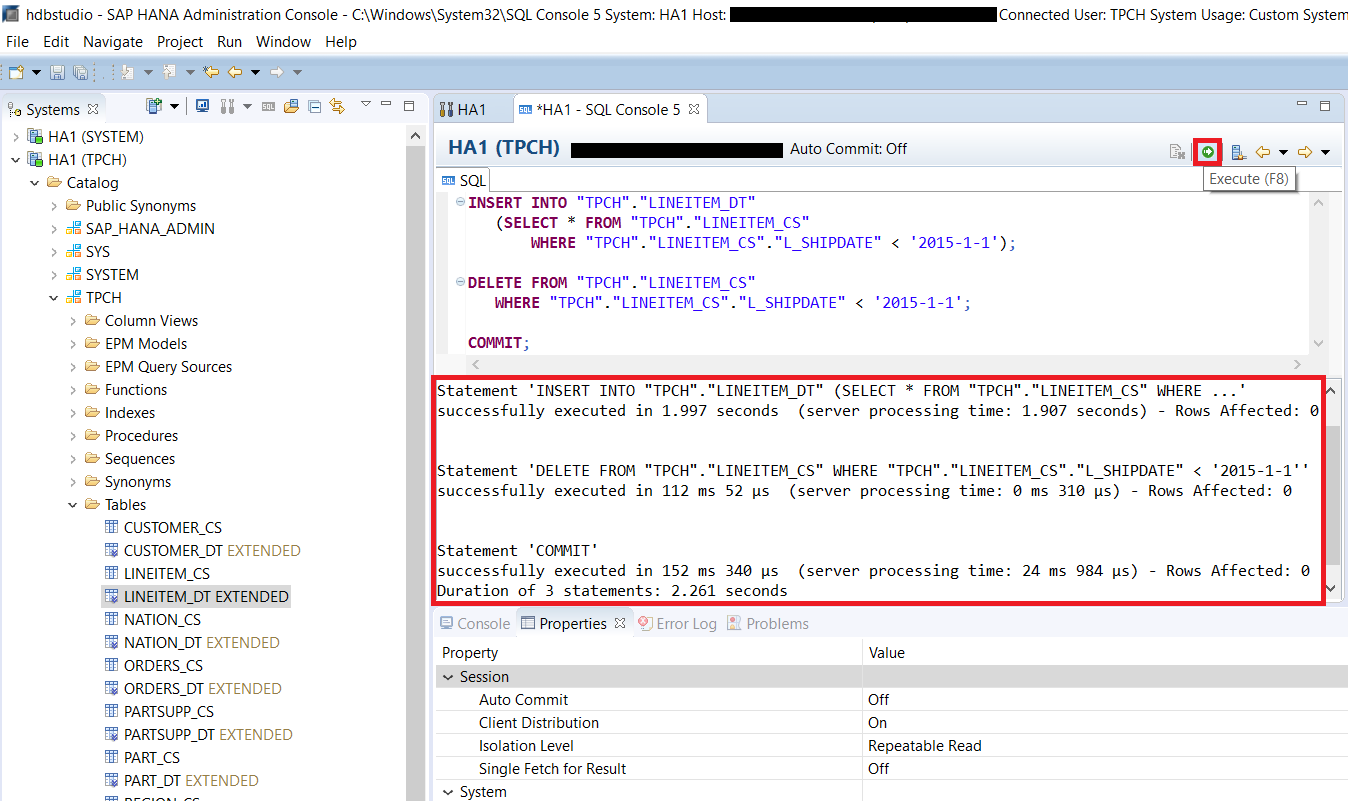 hdbstudio - SAP HANA Administration Console - C:\Windows\System32\SQL Console 5 System: HA1 Host: Connected User: TPCH System Usage: Custom System
File Edit Navigate Project Run Window Help
Systems
HA1 (SYSTEM)
HA1 (TPCH)
Catalog
Public Synonyms
SAP_HANA_ADMIN
SYS
SYSTEM
TPCH
Column Views
EPM Models
EPM Query Sources
Functions
Indexes
Procedures
Sequences
Synonyms
Tables
CUSTOMER_CS
CUSTOMER_DT EXTENDED
LINEITEM_CS
LINEITEM_DT EXTENDED
NATION_CS
NATION_DT EXTENDED
ORDERS_CS
ORDERS_DT EXTENDED
PARTSUPP_CS
PARTSUPP_DT EXTENDED
PART_CS
PART_DT EXTENDED
REGION_CS
HA1
*HA1 - SQL Console 5
HA1 (TPCH) Auto Commit: Off
Execute (F8)
SQL SQL
INSERT INTO "TPCH"."LINEITEM_DT"
(SELECT * FROM "TPCH"."LINEITEM_CS"
WHERE "TPCH"."LINEITEM_CS"."L_SHIPDATE" < '2015-1-1');
DELETE FROM "TPCH"."LINEITEM_CS"
WHERE "TPCH"."LINEITEM_CS"."L_SHIPDATE" < '2015-1-1';
COMMIT;
Statement 'INSERT INTO "TPCH"."LINEITEM_DT" (SELECT * FROM "TPCH"."LINEITEM_CS" WHERE ...'
successfully executed in 1.997 seconds (server processing time: 1.907 seconds) - Rows Affected: 0
Statement 'DELETE FROM "TPCH"."LINEITEM_CS" WHERE "TPCH"."LINEITEM_CS"."L_SHIPDATE" < '2015-1-1''
successfully executed in 112 ms 52 µs (server processing time: 0 ms 310 µs) - Rows Affected: 0
Statement 'COMMIT'
successfully executed in 152 ms 340 µs (server processing time: 24 ms 984 µs) - Rows Affected: 0
Duration of 3 statements: 2.261 seconds
Console Properties Error Log Problems
Property Value
Session
Auto Commit Off
Client Distribution On
Isolation Level Repeatable Read
Single Fetch for Result Off
System